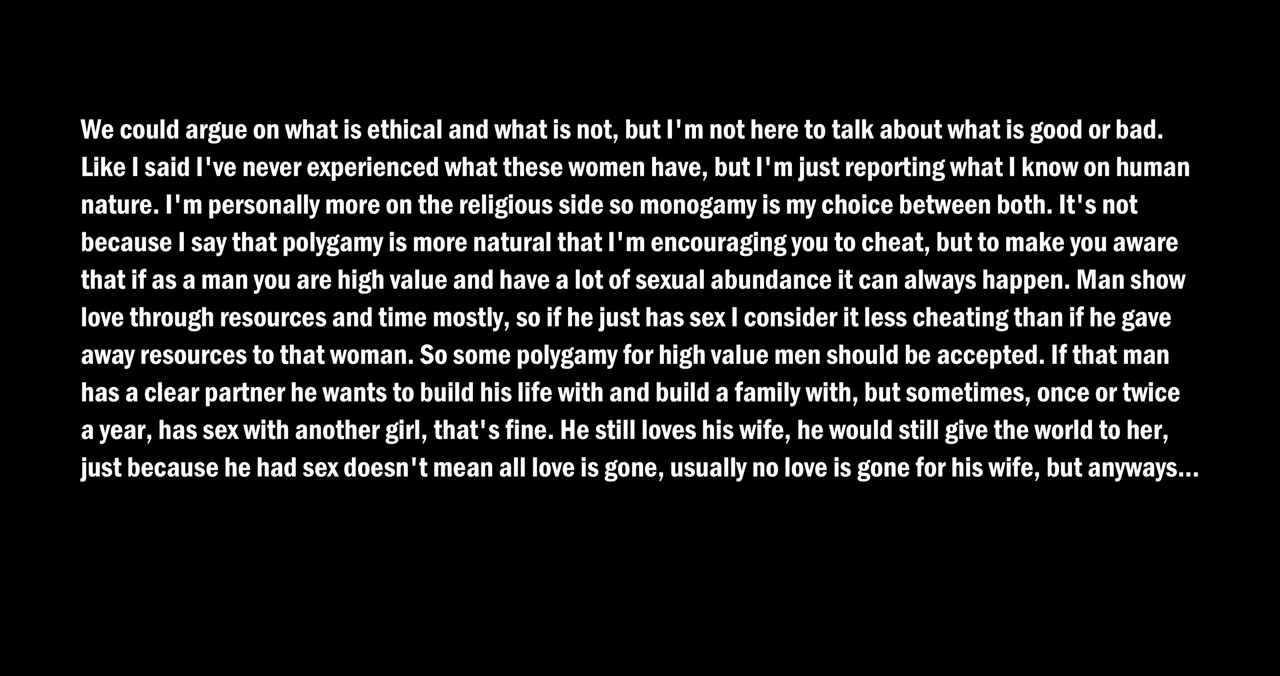 We could argue on what is ethical and what is not, but I'm not here to talk about what is good or bad.
Like I said I've never experienced what these women have, but I'm just reporting what I know on human
nature. I'm personally more on the religious side so monogamy is my choice between both. It's not
because I say that polygamy is more natural that I'm encouraging you to cheat, but to make you aware
that if as a man you are high value and have a lot of sexual abundance it can always happen. Man show
love through resources and time mostly, so if he just has sex I consider it less cheating than if he gave
away resources to that woman. So some polygamy for high value men should be accepted. If that man
has a clear partner he wants to build his life with and build a family with, but sometimes, once or twice
a year, has sex with another girl, that's fine. He still loves his wife, he would still give the world to her,
just because he had sex doesn't mean all love is gone, usually no love is gone for his wife, but anyways...